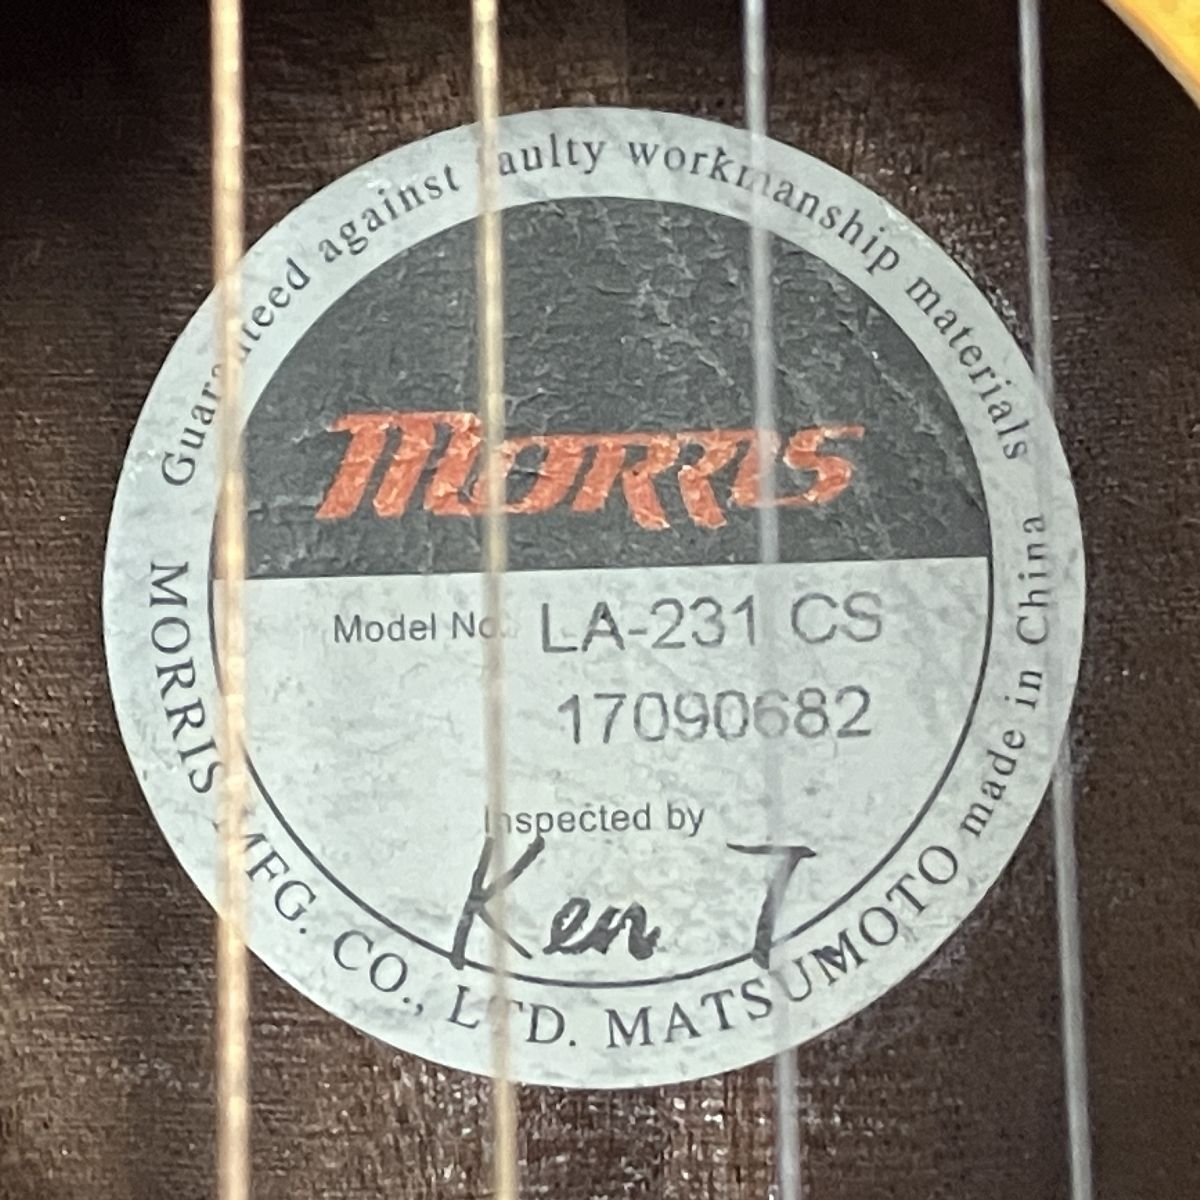 Guaranteed against faulty workmanship materials
MORRIS
Model No. LA-231 CS
17090682
Inspected by
Ken T
MORRIS MFG. CO., LTD. MATSUMOTO made in China